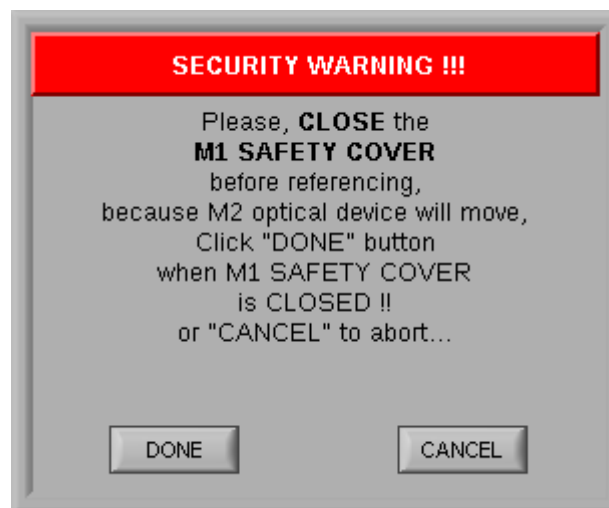 SECURITY WARNING !!!
Please, CLOSE the
M1 SAFETY COVER
before referencing,
because M2 optical device will move,
Click "DONE" button
when M1 SAFETY COVER
is CLOSED !!
or "CANCEL" to abort...
DONE
CANCEL